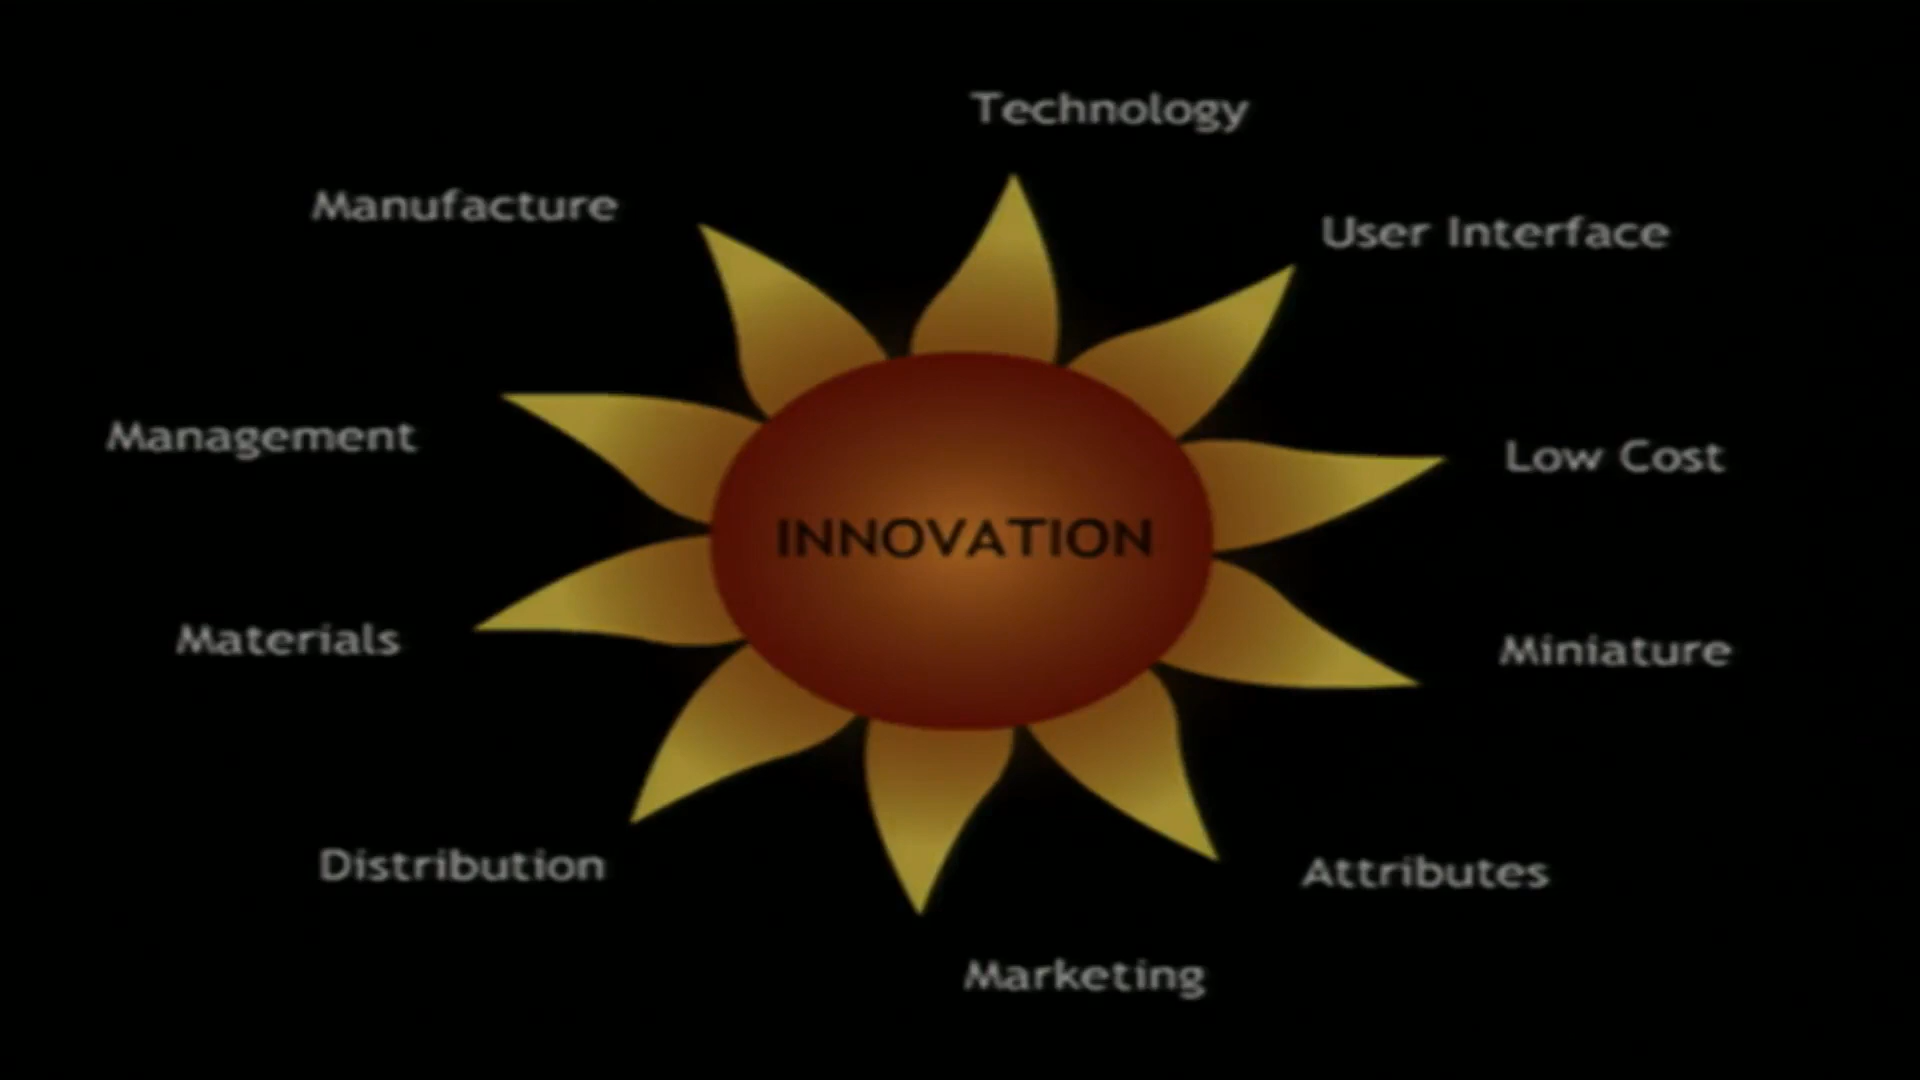 Technology
Manufacture
User Interface
Management
Low Cost
INNOVATION
Materials
Miniature
Distribution
Attributes
Marketing